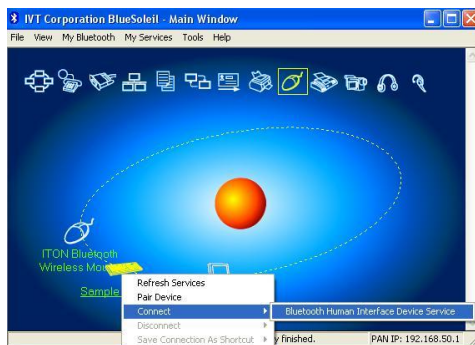 IVT Corporation BlueSoleil - Main Window
File View My Bluetooth My Services Tools Help
ITON Bluetooth
Wireless Mou
Sample
Refresh Services
Pair Device
Connect
Bluetooth Human Interface Device Service
Disconnect
Save Connection As Shortcut
y finished.
PAN IP: 192.168.50.1